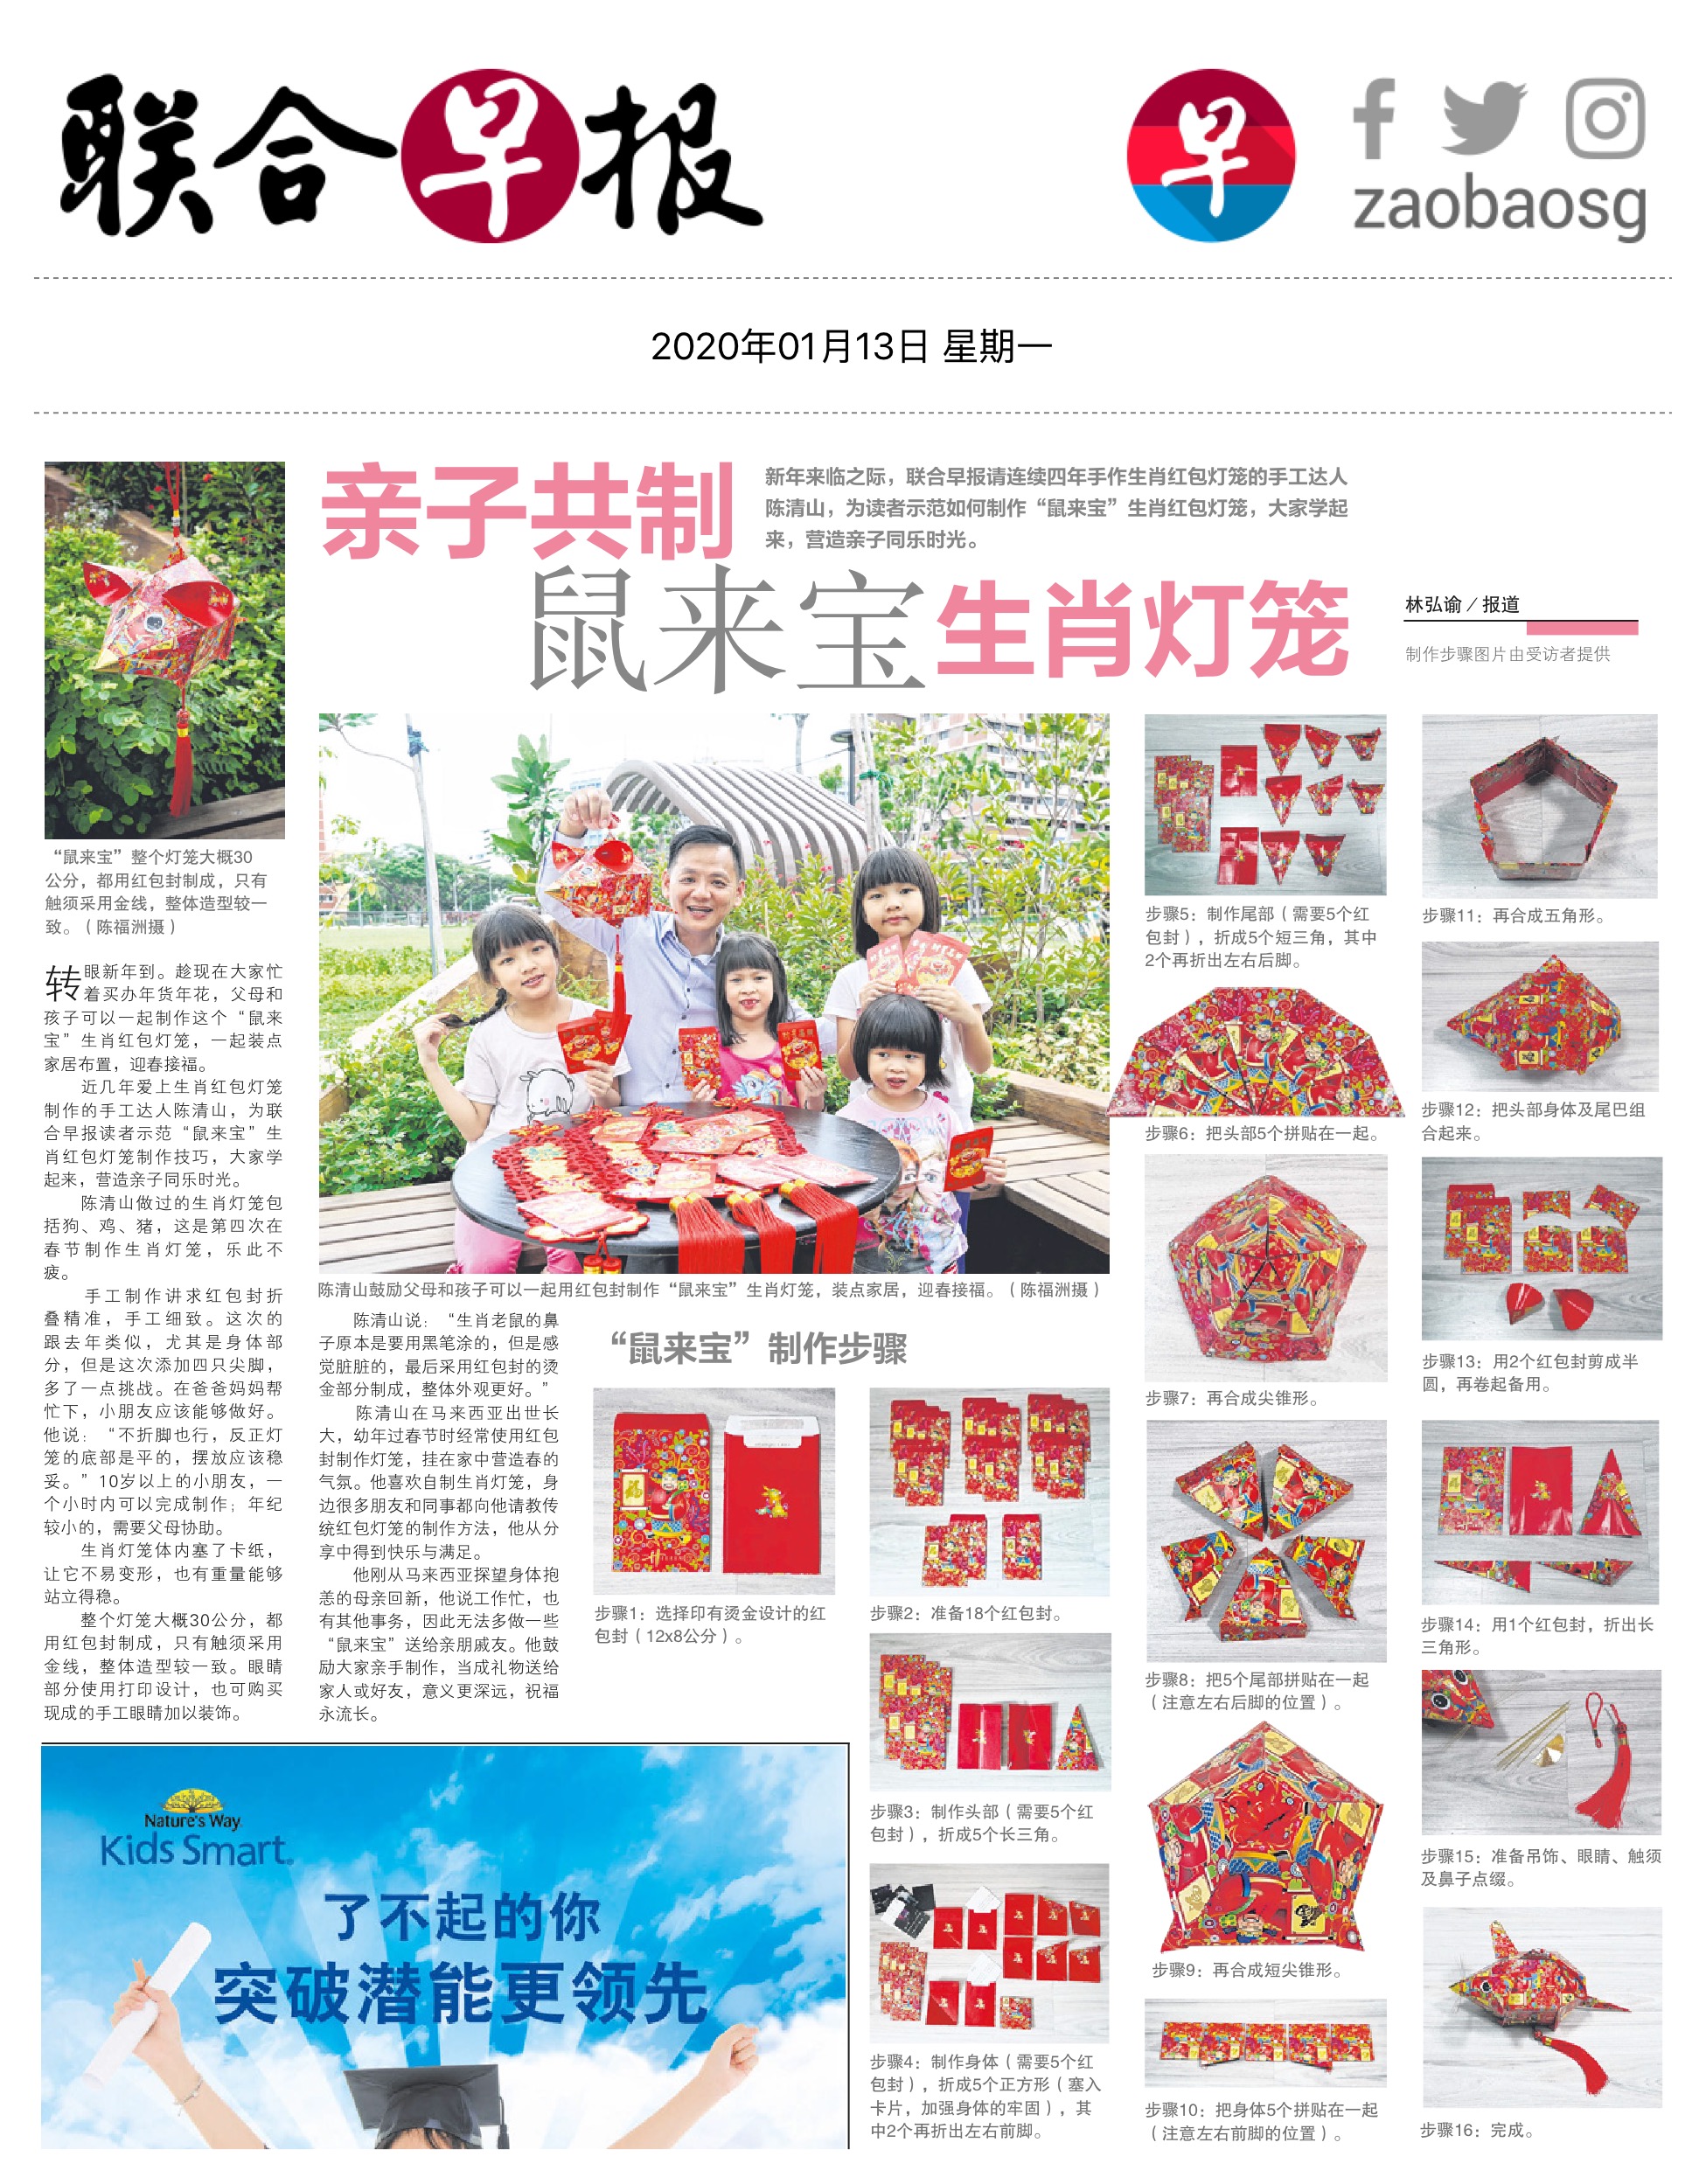 联合早报
早
zaobaosg
2020年01月13日 星期一
亲子共制
鼠来宝生肖灯笼
新年来临之际，联合早报请连续四年手作生肖红包灯笼的手工达人
陈清山，为读者示范如何制作“鼠来宝”生肖红包灯笼，大家学起
来，营造亲子同乐时光。
林弘谕／报道
制作步骤图片由受访者提供
“鼠来宝”整个灯笼大概30
公分，都用红包封制成，只有
触须采用金线，整体造型较一
致。（陈福洲摄）
转眼新年到。趁现在大家忙
着买办年货年花，父母和
孩子可以一起制作这个“鼠来
宝”生肖红包灯笼，一起装点
家居布置，迎春接福。
近几年爱上生肖红包灯笼
制作的手工达人陈清山，为联
合早报读者示范“鼠来宝”生
肖红包灯笼制作技巧，大家学
起来，营造亲子同乐时光。
陈清山做过的生肖灯笼包
括狗、鸡、猪，这是第四次在
春节制作生肖灯笼，乐此不
疲。
手工制作讲求红包封折
叠精准，手工细致。这次的
跟去年类似，尤其是身体部
分，但是这次添加四只尖脚，
多了一点挑战。在爸爸妈妈帮
忙下，小朋友应该能够做好。
他说：“不折脚也行，反正灯
笼的底部是平的，摆放应该稳
妥。”10岁以上的小朋友，一
个小时内可以完成制作；年纪
较小的，需要父母协助。
生肖灯笼体内塞了卡纸，
让它不易变形，也有重量能够
站立得稳。
整个灯笼大概30公分，都
用红包封制成，只有触须采用
金线，整体造型较一致。眼睛
部分使用打印设计，也可购买
现成的手工眼睛加以装饰。
陈清山鼓励父母和孩子可以一起用红包封制作“鼠来宝”生肖灯笼，装点家居，迎春接福。（陈福洲摄）
陈清山说：“生肖老鼠的鼻
子原本是要用黑笔涂的，但是感
觉脏脏的，最后采用红包封的烫
金部分制成，整体外观更好。”
陈清山在马来西亚出世长
大，幼年过春节时经常使用红包
封制作灯笼，挂在家中营造春的
气氛。他喜欢自制生肖灯笼，身
边很多朋友和同事都向他请教传
统红包灯笼的制作方法，他从分
享中得到快乐与满足。
他刚从马来西亚探望身体抱
恙的母亲回新，他说工作忙，也
有其他事务，因此无法多做一些
“鼠来宝”送给亲朋戚友。他鼓
励大家亲手制作，当成礼物送给
家人或好友，意义更深远，祝福
永流长。
“鼠来宝”制作步骤
步骤1：选择印有烫金设计的红
包封（12x8公分）。
步骤2：准备18个红包封。
步骤3：制作头部（需要5个红
包封），折成5个长三角。
步骤4：制作身体（需要5个红
包封），折成5个正方形（塞入
卡片，加强身体的牢固），其
中2个再折出左右前脚。
步骤5：制作尾部（需要5个红
包封），折成5个短三角，其中
2个再折出左右后脚。
步骤6：把头部5个拼贴在一起。
步骤7：再合成尖锥形。
步骤8：把5个尾部拼贴在一起
（注意左右后脚的位置）。
步骤9：再合成短尖锥形。
步骤10：把身体5个拼贴在一起
（注意左右前脚的位置）。
步骤11：再合成五角形。
步骤12：把头部身体及尾巴组
合起来。
步骤13：用2个红包封剪成半
圆，再卷起备用。
步骤14：用1个红包封，折出长
三角形。
步骤15：准备吊饰、眼睛、触须
及鼻子点缀。
步骤16：完成。
Nature's Way
Kids Smart
了不起的你
突破潜能更领先